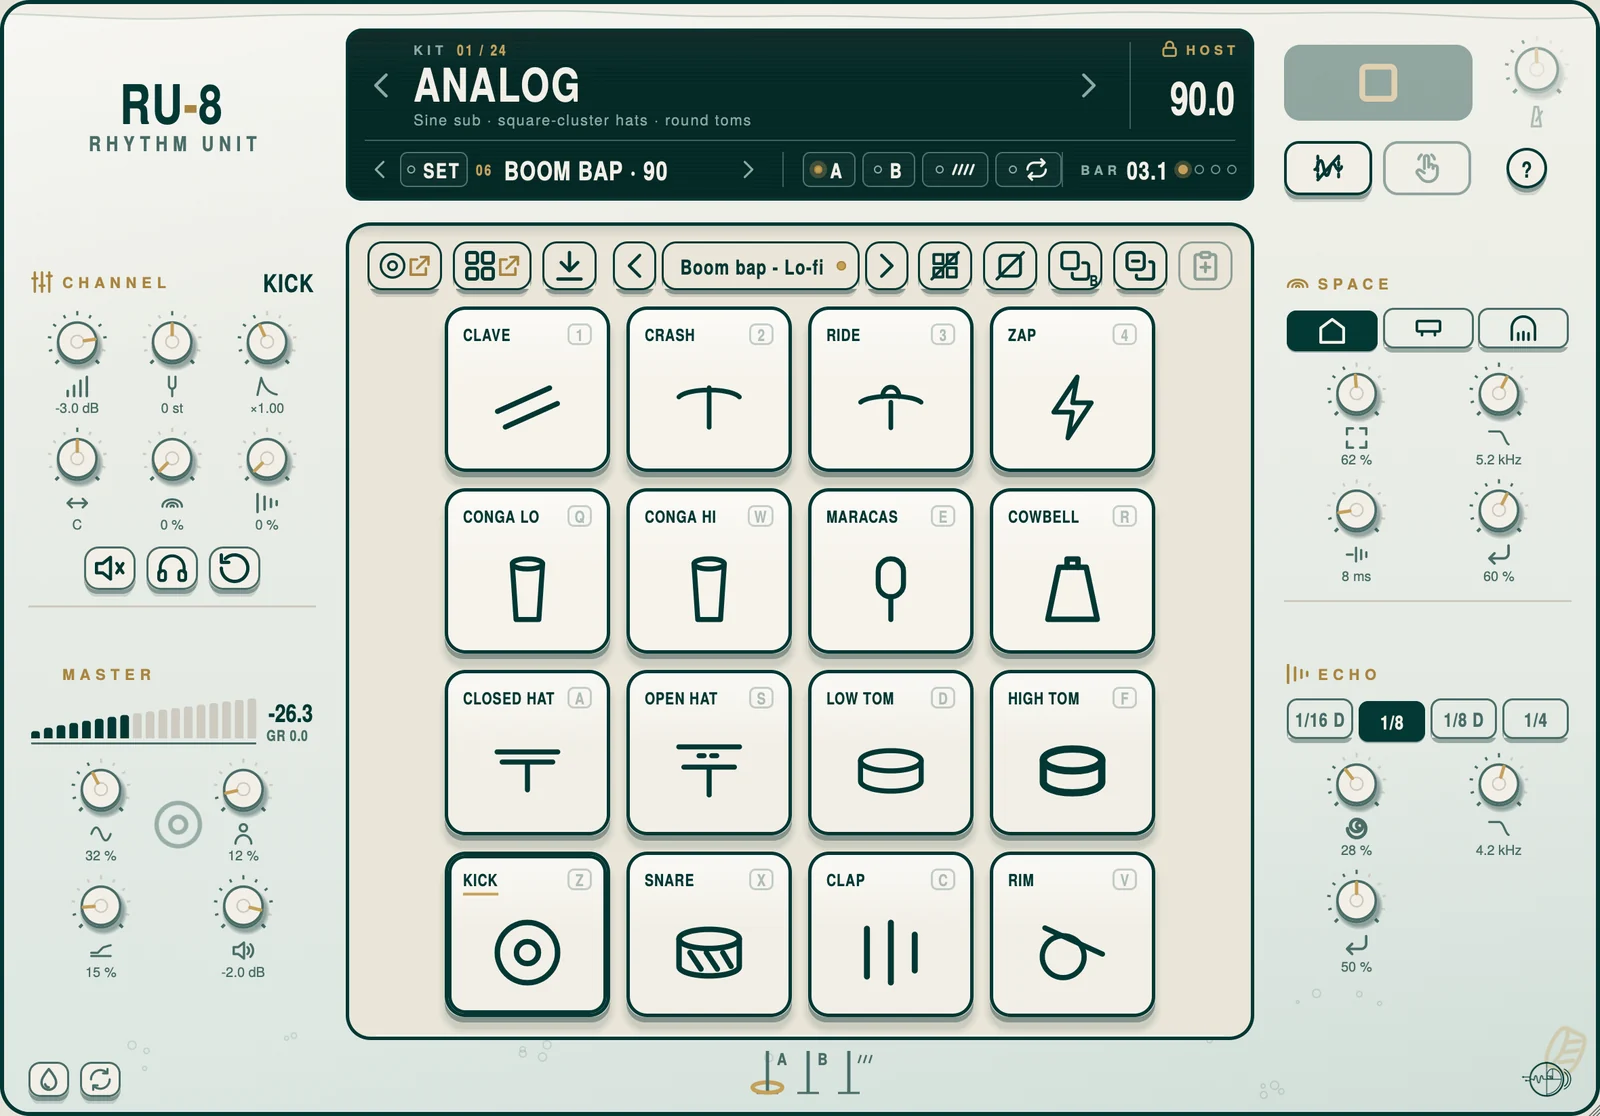 RU-8
RHYTHM UNIT
KIT 01 / 24
ANALOG
Sine sub · square-cluster hats · round toms
HOST
90.0
SET 06 BOOM BAP · 90
A B //// BAR 03.1
?
CHANNEL KICK
-3.0 dB 0 st ×1.00
C 0 % 0 %
MASTER
-26.3
GR 0.0
32 % 12 %
15 % -2.0 dB
Boom bap - Lo-fi
B
CLAVE 1
CRASH 2
RIDE 3
ZAP 4
CONGA LO Q
CONGA HI W
MARACAS E
COWBELL R
CLOSED HAT A
OPEN HAT S
LOW TOM D
HIGH TOM F
KICK Z
SNARE X
CLAP C
RIM V
A B ///
SPACE
62 % 5.2 kHz
8 ms 60 %
ECHO
1/16 D 1/8 1/8 D 1/4
28 % 4.2 kHz
50 %